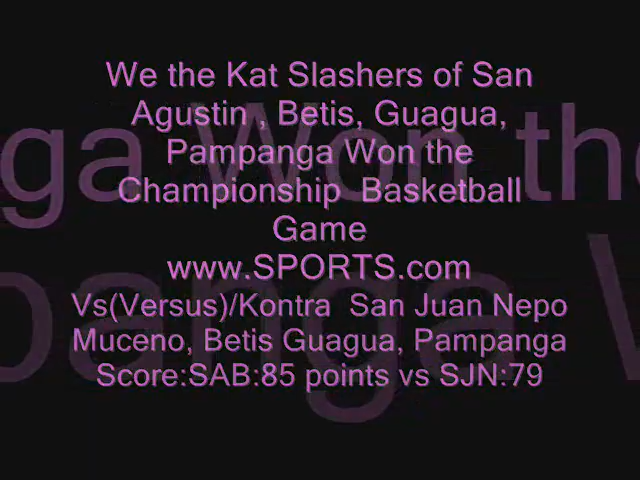 We the Kat Slashers of San
Agustin , Betis, Guagua,
Pampanga Won the
Championship  Basketball
Game
www.SPORTS.com
Vs(Versus)/Kontra  San Juan Nepo
Muceno, Betis Guagua, Pampanga
Score:SAB:85 points vs SJN:79